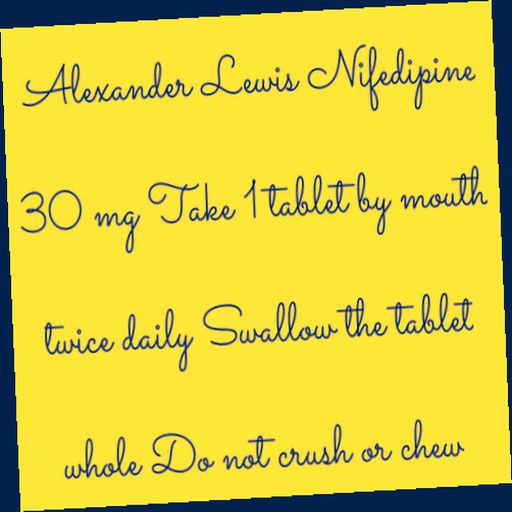 Alexander Lewis Nifedipine
30 mg Take 1 tablet by mouth
twice daily Swallow the tablet
whole Do not crush or chew